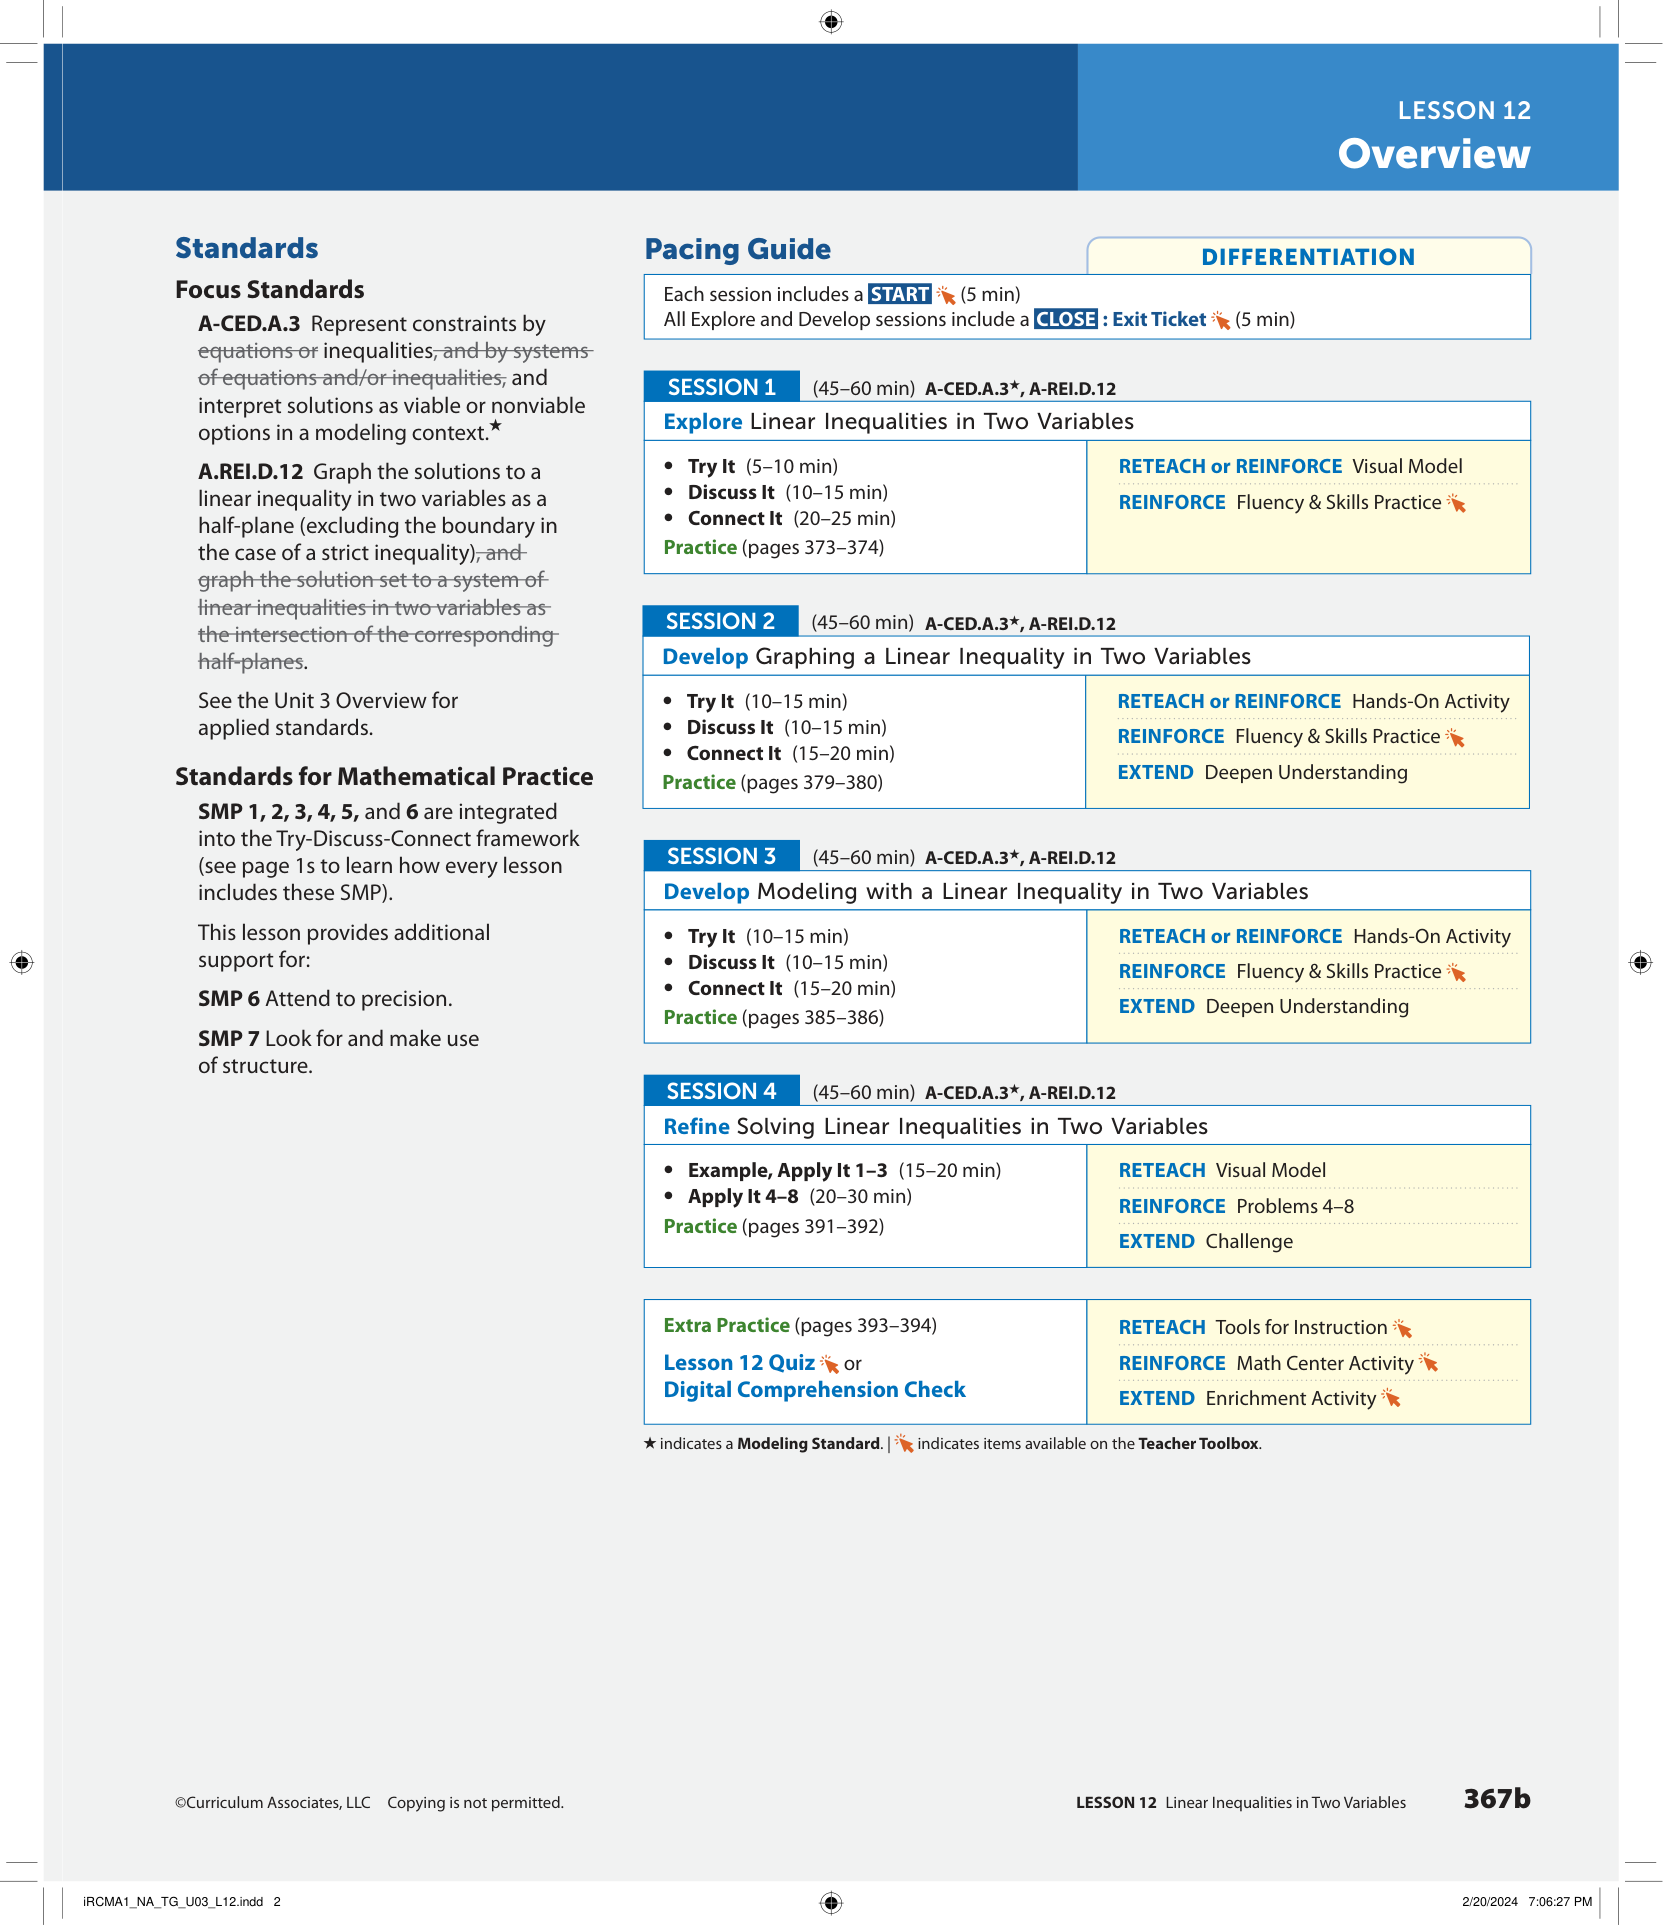 LESSON 12
Overview
Standards
Focus Standards
A-CED.A.3 Represent constraints by
equations or inequalities, and by systems
of equations and/or inequalities, and
interpret solutions as viable or nonviable
options in a modeling context.★
A.REI.D.12 Graph the solutions to a
linear inequality in two variables as a
half-plane (excluding the boundary in
the case of a strict inequality), and
graph the solution set to a system of
linear inequalities in two variables as
the intersection of the corresponding
half-planes.
See the Unit 3 Overview for
applied standards.
Standards for Mathematical Practice
SMP 1, 2, 3, 4, 5, and 6 are integrated
into the Try-Discuss-Connect framework
(see page 1s to learn how every lesson
includes these SMP).
This lesson provides additional
support for:
SMP 6 Attend to precision.
SMP 7 Look for and make use
of structure.
Pacing Guide
DIFFERENTIATION
Each session includes a START (5 min)
All Explore and Develop sessions include a CLOSE : Exit Ticket (5 min)
SESSION 1 (45–60 min) A-CED.A.3★, A-REI.D.12
Explore Linear Inequalities in Two Variables
• Try It (5–10 min)
• Discuss It (10–15 min)
• Connect It (20–25 min)
Practice (pages 373–374)
RETEACH or REINFORCE Visual Model
REINFORCE Fluency & Skills Practice
SESSION 2 (45–60 min) A-CED.A.3★, A-REI.D.12
Develop Graphing a Linear Inequality in Two Variables
• Try It (10–15 min)
• Discuss It (10–15 min)
• Connect It (15–20 min)
Practice (pages 379–380)
RETEACH or REINFORCE Hands-On Activity
REINFORCE Fluency & Skills Practice
EXTEND Deepen Understanding
SESSION 3 (45–60 min) A-CED.A.3★, A-REI.D.12
Develop Modeling with a Linear Inequality in Two Variables
• Try It (10–15 min)
• Discuss It (10–15 min)
• Connect It (15–20 min)
Practice (pages 385–386)
RETEACH or REINFORCE Hands-On Activity
REINFORCE Fluency & Skills Practice
EXTEND Deepen Understanding
SESSION 4 (45–60 min) A-CED.A.3★, A-REI.D.12
Refine Solving Linear Inequalities in Two Variables
• Example, Apply It 1–3 (15–20 min)
• Apply It 4–8 (20–30 min)
Practice (pages 391–392)
RETEACH Visual Model
REINFORCE Problems 4–8
EXTEND Challenge
Extra Practice (pages 393–394)
Lesson 12 Quiz or
Digital Comprehension Check
RETEACH Tools for Instruction
REINFORCE Math Center Activity
EXTEND Enrichment Activity
★ indicates a Modeling Standard. | indicates items available on the Teacher Toolbox.
©Curriculum Associates, LLC Copying is not permitted.
LESSON 12 Linear Inequalities in Two Variables 367b
iRCMA1_NA_TG_U03_L12.indd 2
2/20/2024 7:06:27 PM